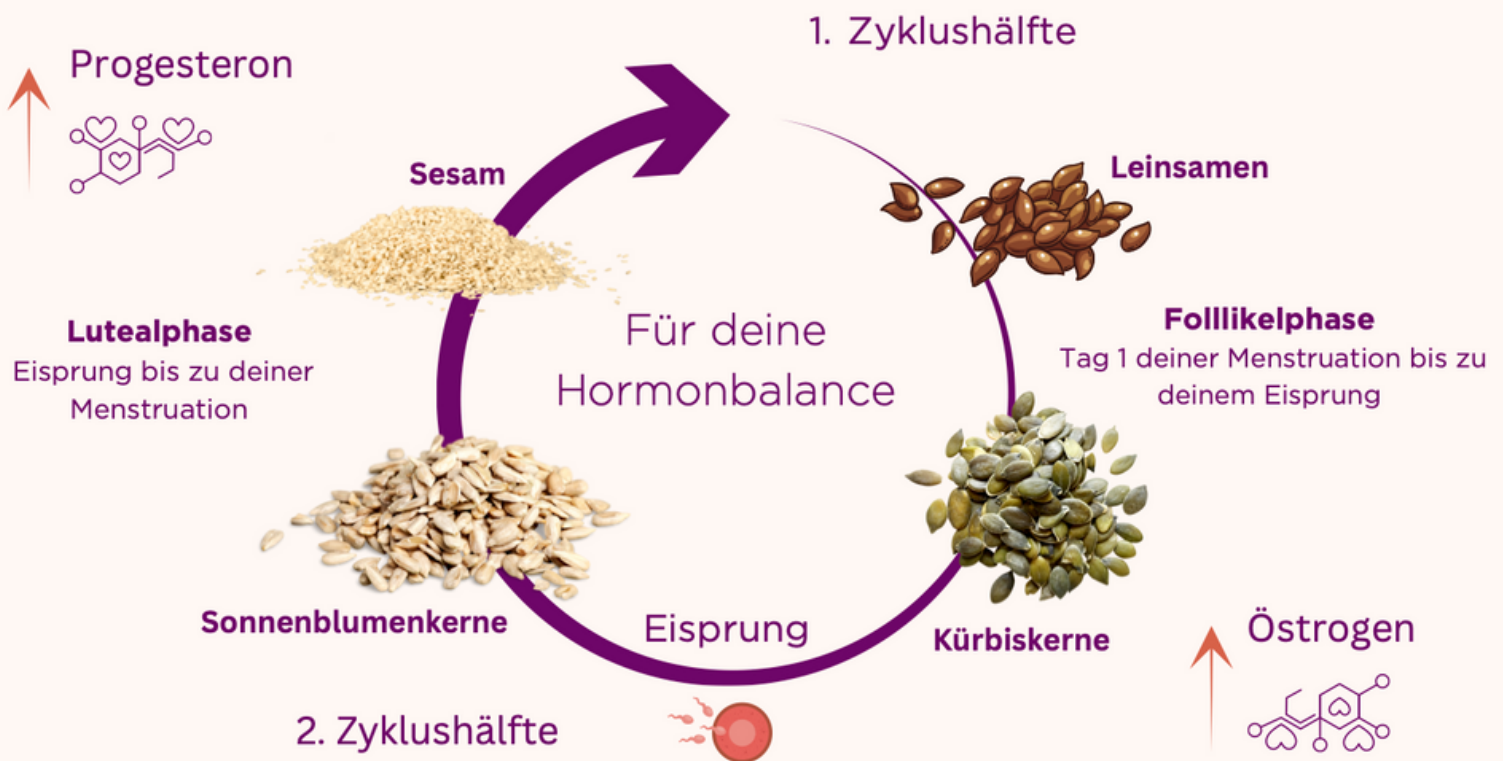 1. Zyklushälfte
Progesteron
Sesam
Leinsamen
Lutealphase
Eisprung bis zu deiner
Menstruation
Für deine
Hormonbalance
Folllikelphase
Tag 1 deiner Menstruation bis zu
deinem Eisprung
Sonnenblumenkerne
Eisprung
Kürbiskerne
Östrogen
2. Zyklushälfte